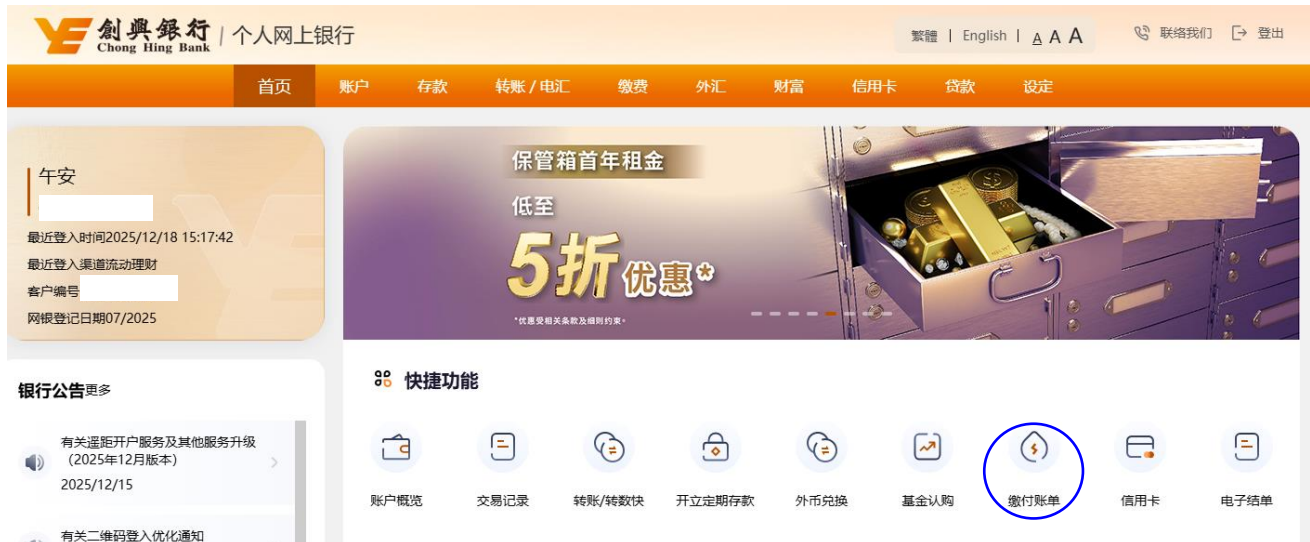 創興銀行 | 个人网上银行
Chong Hing Bank
繁體 | English | A A A
联络我们
登出
首页 账户 存款 转账 / 电汇 缴费 外汇 财富 信用卡 贷款 设定
午安
最近登入时间2025/12/18 15:17:42
最近登入渠道流动理财
客户编号
网银登记日期07/2025
保管箱首年租金
低至
5折优惠*
*优惠受相关条款及细则约束。
银行公告更多
有关遥距开户服务及其他服务升级
（2025年12月版本）
2025/12/15
有关二维码登入优化通知
快捷功能
账户概览 交易记录 转账/转数快 开立定期存款 外币兑换 基金认购 缴付账单 信用卡 电子结单